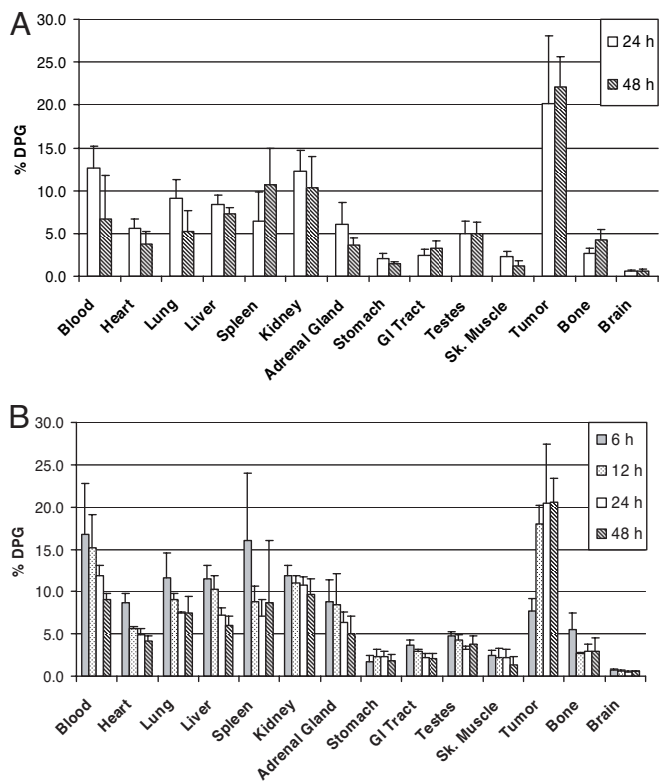 A
30.0
25.0
20.0
15.0
10.0
5.0
0.0
% DPG
24 h
48 h
Blood
Heart
Lung
Liver
Spleen
Kidney
Adrenal Gland
Stomach
GI Tract
Testes
Sk. Muscle
Tumor
Bone
Brain
B
30.0
25.0
20.0
15.0
10.0
5.0
0.0
% DPG
6 h
12 h
24 h
48 h
Blood
Heart
Lung
Liver
Spleen
Kidney
Adrenal Gland
Stomach
GI Tract
Testes
Sk. Muscle
Tumor
Bone
Brain